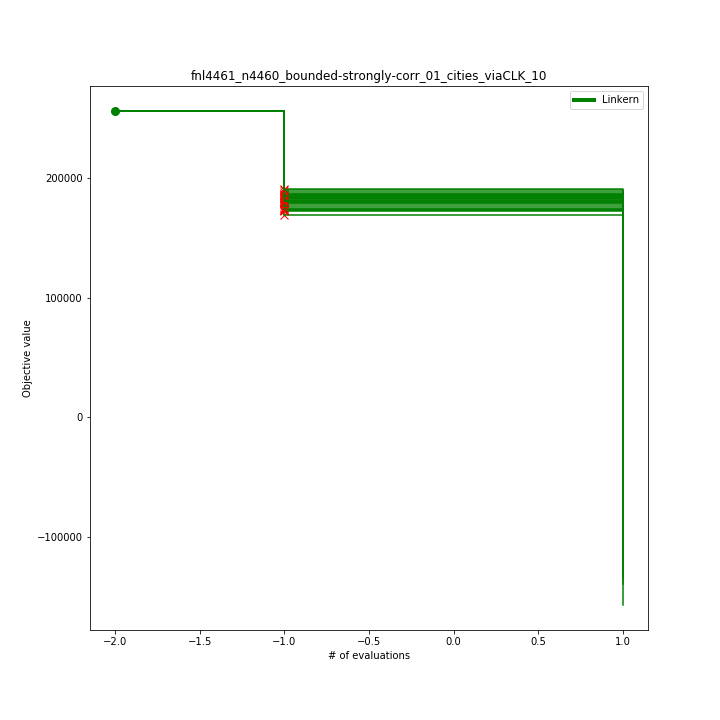 fnl4461_n4460_bounded-strongly-corr_01_cities_viaCLK_10
Linkern
200000
100000
0
−100000
Objective value
−2.0 −1.5 −1.0 −0.5 0.0 0.5 1.0
# of evaluations